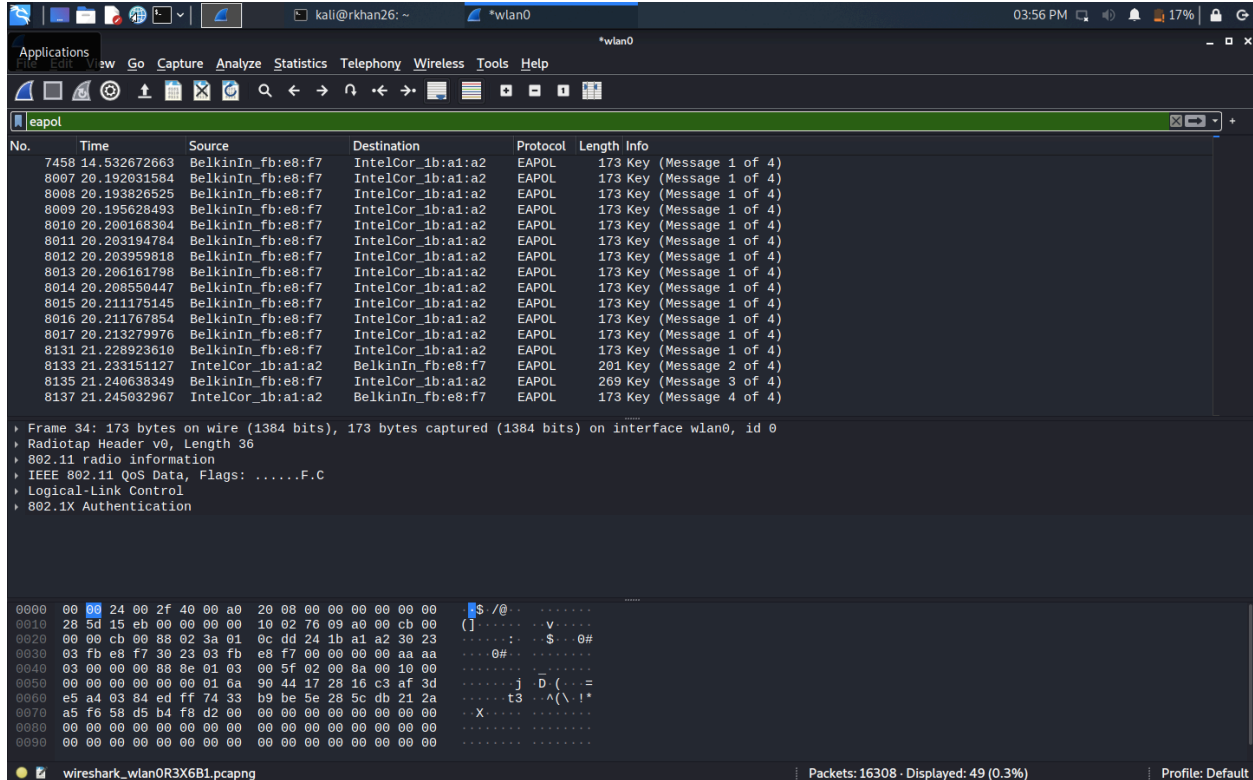 kali@rkhan26: ~ *wlan0 03:56 PM 17%
*wlan0
Applications
File Edit View Go Capture Analyze Statistics Telephony Wireless Tools Help
eapol
No. Time Source Destination Protocol Length Info
7458 14.532672663 BelkinIn_fb:e8:f7 IntelCor_1b:a1:a2 EAPOL 173 Key (Message 1 of 4)
8007 20.192031584 BelkinIn_fb:e8:f7 IntelCor_1b:a1:a2 EAPOL 173 Key (Message 1 of 4)
8008 20.193826525 BelkinIn_fb:e8:f7 IntelCor_1b:a1:a2 EAPOL 173 Key (Message 1 of 4)
8009 20.195628493 BelkinIn_fb:e8:f7 IntelCor_1b:a1:a2 EAPOL 173 Key (Message 1 of 4)
8010 20.200168304 BelkinIn_fb:e8:f7 IntelCor_1b:a1:a2 EAPOL 173 Key (Message 1 of 4)
8011 20.203194784 BelkinIn_fb:e8:f7 IntelCor_1b:a1:a2 EAPOL 173 Key (Message 1 of 4)
8012 20.203959818 BelkinIn_fb:e8:f7 IntelCor_1b:a1:a2 EAPOL 173 Key (Message 1 of 4)
8013 20.206161798 BelkinIn_fb:e8:f7 IntelCor_1b:a1:a2 EAPOL 173 Key (Message 1 of 4)
8014 20.208550447 BelkinIn_fb:e8:f7 IntelCor_1b:a1:a2 EAPOL 173 Key (Message 1 of 4)
8015 20.211175145 BelkinIn_fb:e8:f7 IntelCor_1b:a1:a2 EAPOL 173 Key (Message 1 of 4)
8016 20.211767854 BelkinIn_fb:e8:f7 IntelCor_1b:a1:a2 EAPOL 173 Key (Message 1 of 4)
8017 20.213279976 BelkinIn_fb:e8:f7 IntelCor_1b:a1:a2 EAPOL 173 Key (Message 1 of 4)
8131 21.228923610 BelkinIn_fb:e8:f7 IntelCor_1b:a1:a2 EAPOL 173 Key (Message 1 of 4)
8133 21.233151127 IntelCor_1b:a1:a2 BelkinIn_fb:e8:f7 EAPOL 201 Key (Message 2 of 4)
8135 21.240638349 BelkinIn_fb:e8:f7 IntelCor_1b:a1:a2 EAPOL 269 Key (Message 3 of 4)
8137 21.245032967 IntelCor_1b:a1:a2 BelkinIn_fb:e8:f7 EAPOL 173 Key (Message 4 of 4)
Frame 34: 173 bytes on wire (1384 bits), 173 bytes captured (1384 bits) on interface wlan0, id 0
Radiotap Header v0, Length 36
802.11 radio information
IEEE 802.11 QoS Data, Flags: ......F.C
Logical-Link Control
802.1X Authentication
0000 00 00 24 00 2f 40 00 a0 20 08 00 00 00 00 00 00 ··$·/@·· ········
0010 28 5d 15 eb 00 00 00 00 10 02 76 09 a0 00 cb 00 (]······ ··v·····
0020 00 00 cb 00 88 02 3a 01 0c dd 24 1b a1 a2 30 23 ······:· ··$···0#
0030 03 fb e8 f7 30 23 03 fb e8 f7 00 00 00 00 aa aa ····0#·· ········
0040 03 00 00 00 88 8e 01 03 00 5f 02 00 8a 00 10 00 ········ ·_······
0050 00 00 00 00 00 00 01 6a 90 44 17 28 16 c3 af 3d ·······j ·D·(···=
0060 e5 a4 03 84 ed ff 74 33 b9 be 5e 28 5c db 21 2a ······t3 ··^(\·!*
0070 a5 f6 58 d5 b4 f8 d2 00 00 00 00 00 00 00 00 00 ··X····· ········
0080 00 00 00 00 00 00 00 00 00 00 00 00 00 00 00 00 ········ ········
0090 00 00 00 00 00 00 00 00 00 00 00 00 00 00 00 00 ········ ········
wireshark_wlan0R3X6B1.pcapng Packets: 16308 · Displayed: 49 (0.3%) Profile: Default